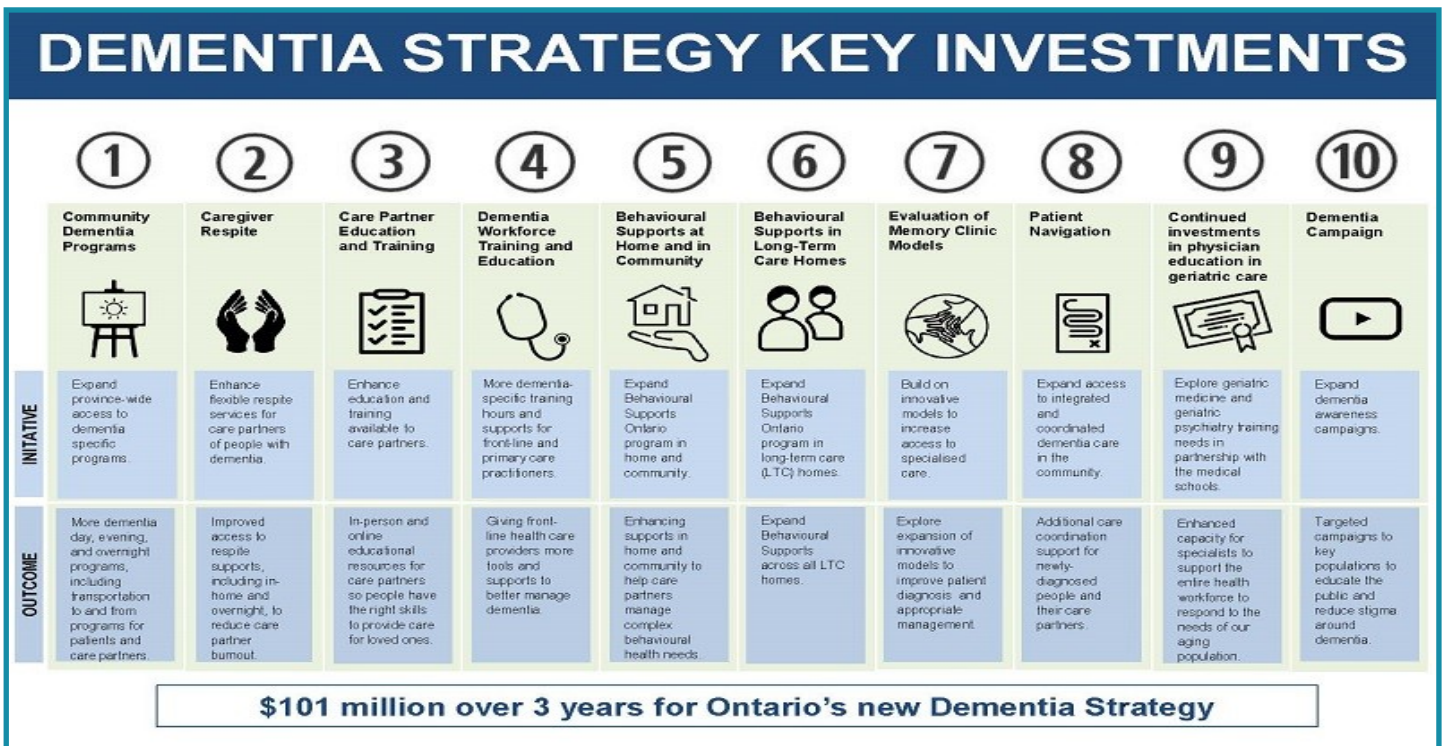 DEMENTIA STRATEGY KEY INVESTMENTS
1
2
3
4
5
6
7
8
9
10
Community
Dementia
Programs
Caregiver
Respite
Care Partner
Education
and Training
Dementia
Workforce
Training and
Education
Behavioural
Supports at
Home and in
Community
Behavioural
Supports in
Long-Term
Care Homes
Evaluation of
Memory Clinic
Models
Patient
Navigation
Continued
investments
in physician
education in
geriatric care
Dementia
Campaign
INITATIVE
Expand
province-wide
access to
dementia
specific
programs.
Enhance
flexible respite
services for
care partners
of people with
dementia.
Enhance
education and
training
available to
care partners.
More dementia-
specific training
hours and
supports for
front-line and
primary care
practitioners.
Expand
Behavioural
Supports
Ontario
program in
home and
community.
Expand
Behavioural
Supports
Ontario
program in
long-term care
(LTC) homes.
Build on
innovative
models to
increase
access to
specialised
care.
Expand access
to integrated
and
coordinated
dementia care
in the
community.
Explore geriatric
medicine and
geriatric
psychiatry training
needs in
partnership with
the medical
schools.
Expand
dementia
awareness
campaigns.
OUTCOME
More dementia
day, evening,
and overnight
programs,
including
transportation
to and from
programs for
patients and
care partners.
Improved
access to
respite
supports,
including in-
home and
overnight, to
reduce care
partner
burnout.
In-person and
online
educational
resources for
care partners
so people have
the right skills
to provide care
for loved ones.
Giving front-
line health care
providers more
tools and
supports to
better manage
dementia.
Enhancing
supports in
home and
community to
help care
partners
manage
complex
behavioural
health needs.
Expand
Behavioural
Supports
across all LTC
homes.
Explore
expansion of
innovative
models to
improve patient
diagnosis and
appropriate
management.
Additional care
coordination
support for
newly-
diagnosed
people and
their care
partners.
Enhanced
capacity for
specialists to
support the
entire health
workforce to
respond to the
needs of our
aging
population.
Targeted
campaigns to
key
populations to
educate the
public and
reduce stigma
around
dementia.
$101 million over 3 years for Ontario's new Dementia Strategy